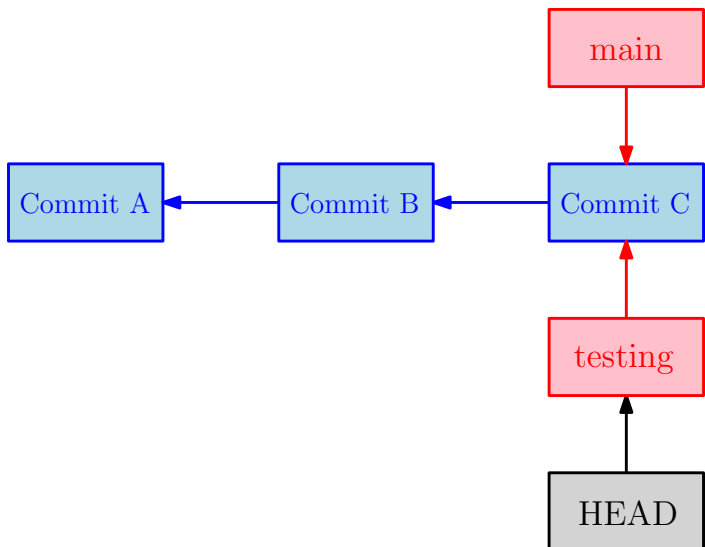 main
Commit A
Commit B
Commit C
testing
HEAD